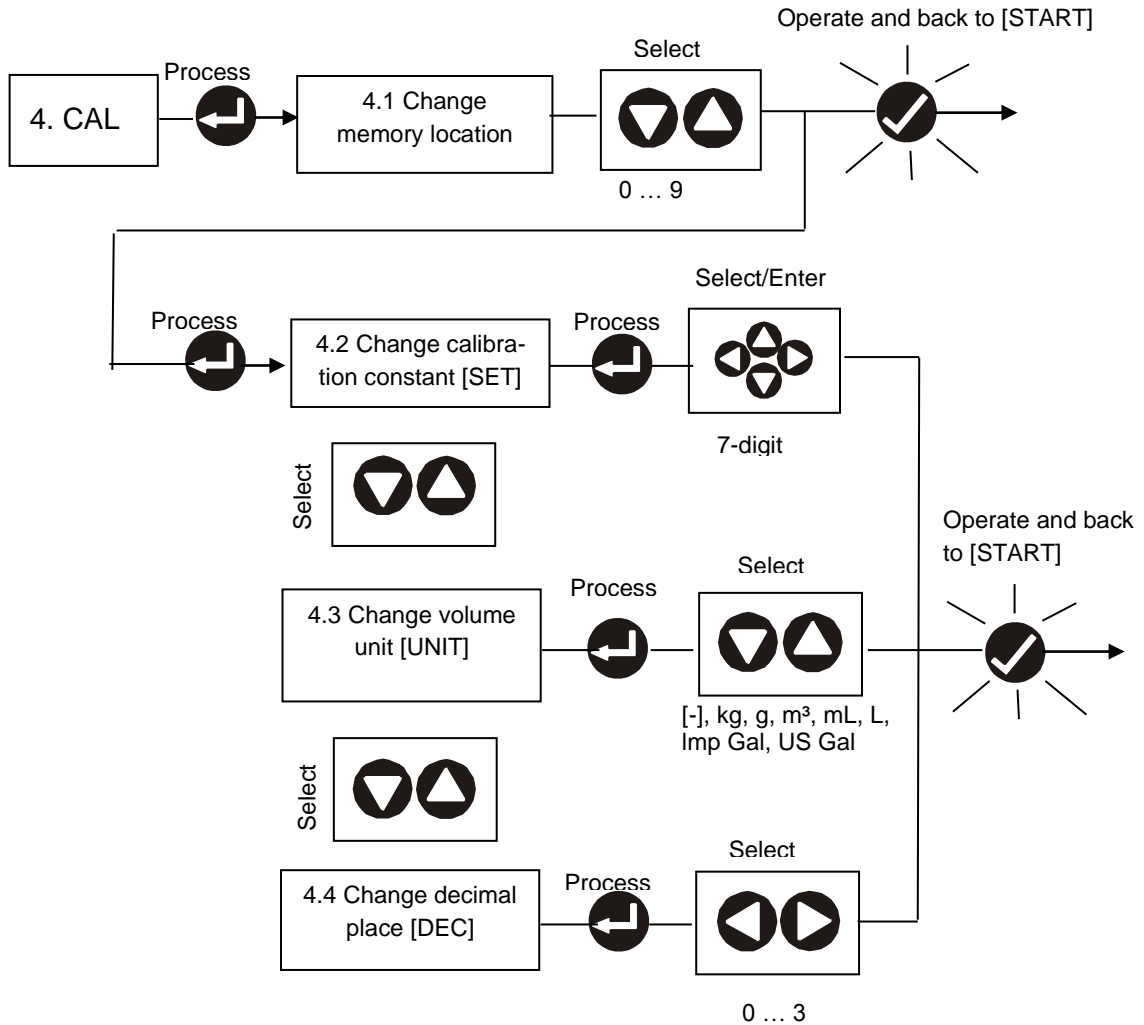 Operate and back to [START]
Process
Select
4. CAL
4.1 Change
memory location
0 … 9
Select/Enter
Process
4.2 Change calibra-
tion constant [SET]
Process
7-digit
Select
Operate and back
to [START]
4.3 Change volume
unit [UNIT]
Process
Select
[-], kg, g, m³, mL, L,
Imp Gal, US Gal
Select
4.4 Change decimal
place [DEC]
Process
Select
0 … 3